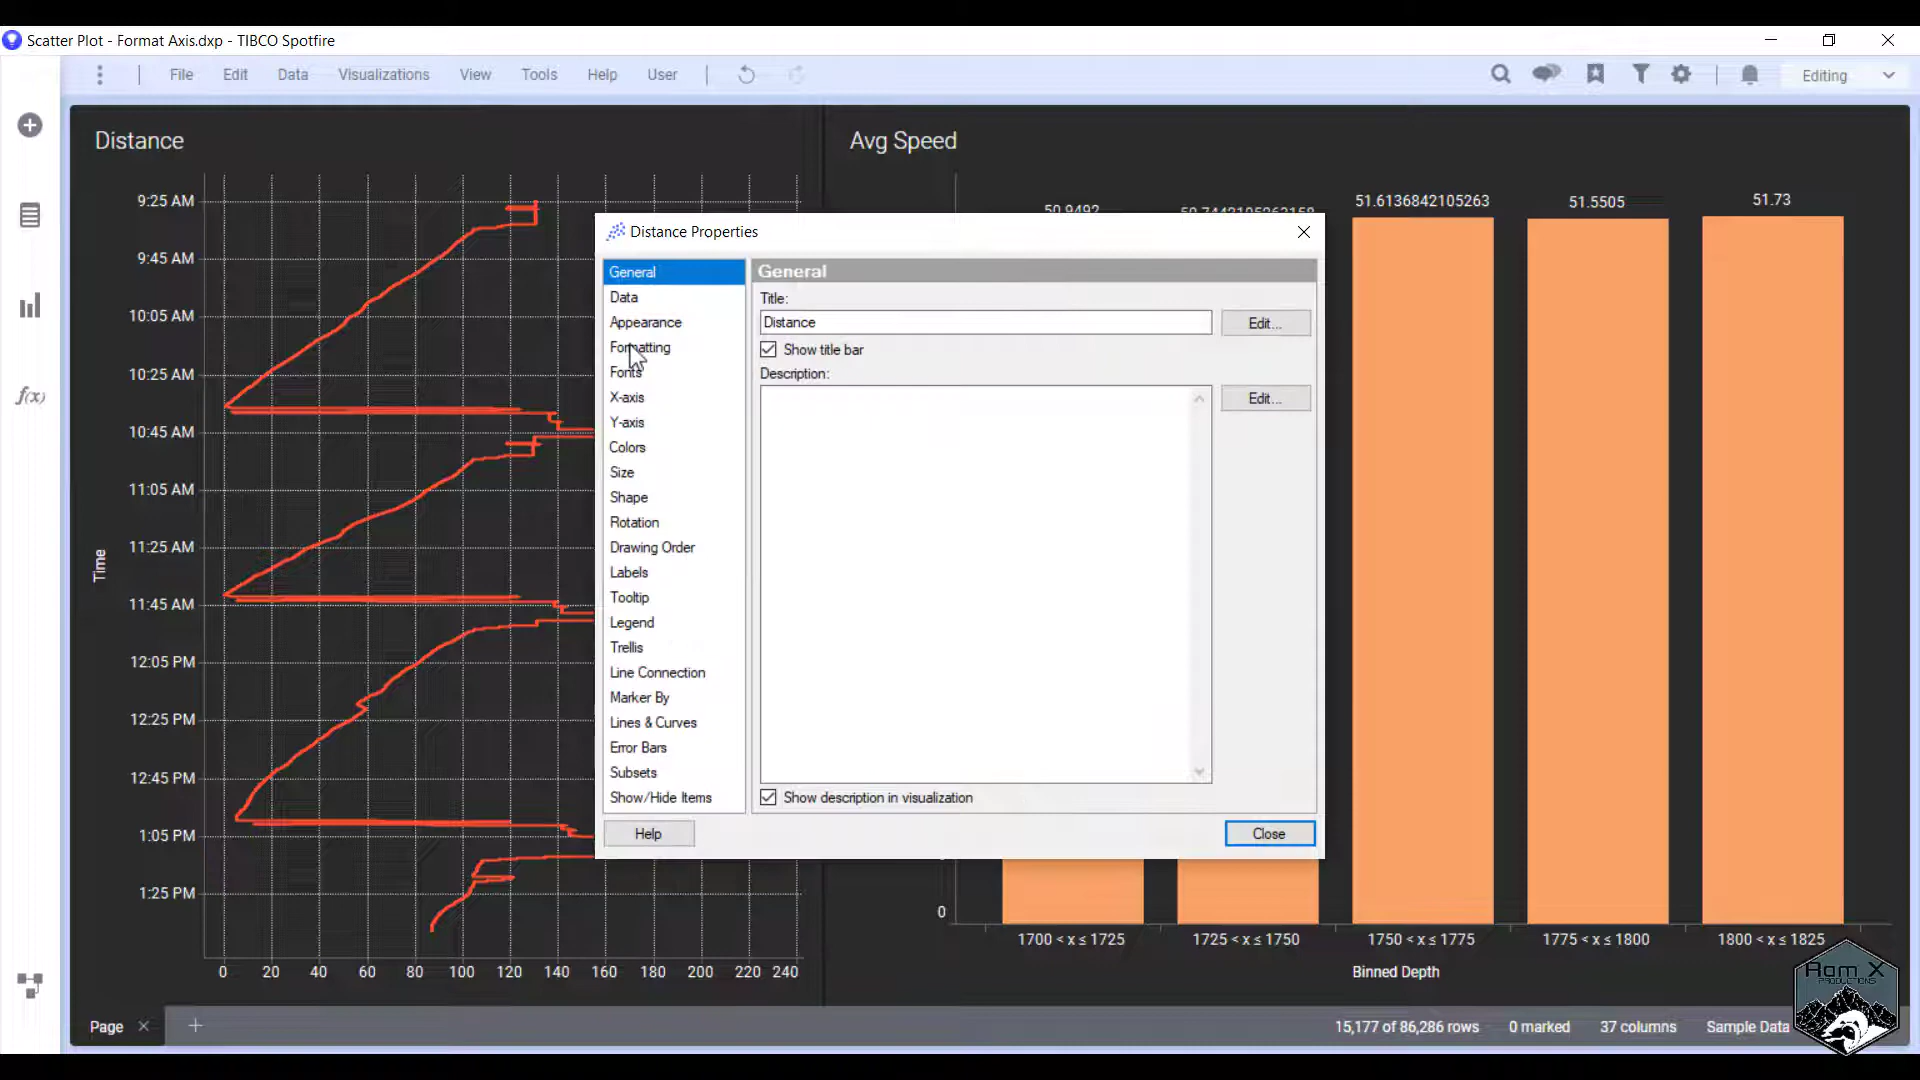 Scatter Plot - Format Axis.dxp - TIBCO Spotfire
File Edit Data Visualizations View Tools Help User
Editing
Distance
Avg Speed
9:25 AM
9:45 AM
10:05 AM
10:25 AM
10:45 AM
11:05 AM
11:25 AM
11:45 AM
12:05 PM
12:25 PM
12:45 PM
1:05 PM
1:25 PM
Time
0 20 40 60 80 100 120 140 160 180 200 220 240
Distance Properties
General
Data
Appearance
Formatting
Fonts
X-axis
Y-axis
Colors
Size
Shape
Rotation
Drawing Order
Labels
Tooltip
Legend
Trellis
Line Connection
Marker By
Lines & Curves
Error Bars
Subsets
Show/Hide Items
Help
General
Title:
Distance
Edit...
Show title bar
Description:
Edit...
Show description in visualization
Close
50.9492
51.6136842105263
51.5505
51.73
0
1700 < x ≤ 1725
1725 < x ≤ 1750
1750 < x ≤ 1775
1775 < x ≤ 1800
1800 < x ≤ 1825
Binned Depth
f(x)
Page
15,177 of 86,286 rows
0 marked
37 columns
Sample Data
Ram X
PRODUCTIONS